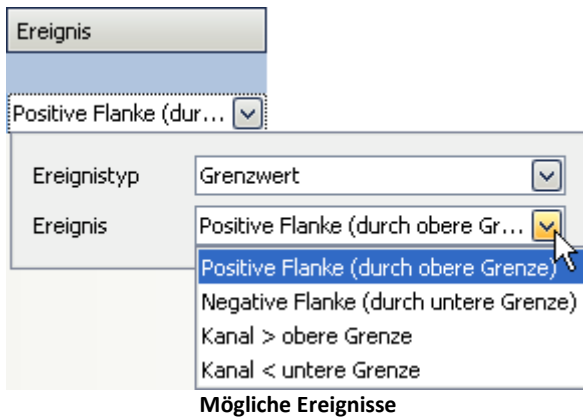 Ereignis
Positive Flanke (dur...
Ereignistyp Grenzwert
Ereignis Positive Flanke (durch obere Gr...
Positive Flanke (durch obere Grenze)
Negative Flanke (durch untere Grenze)
Kanal > obere Grenze
Kanal < untere Grenze
Mögliche Ereignisse